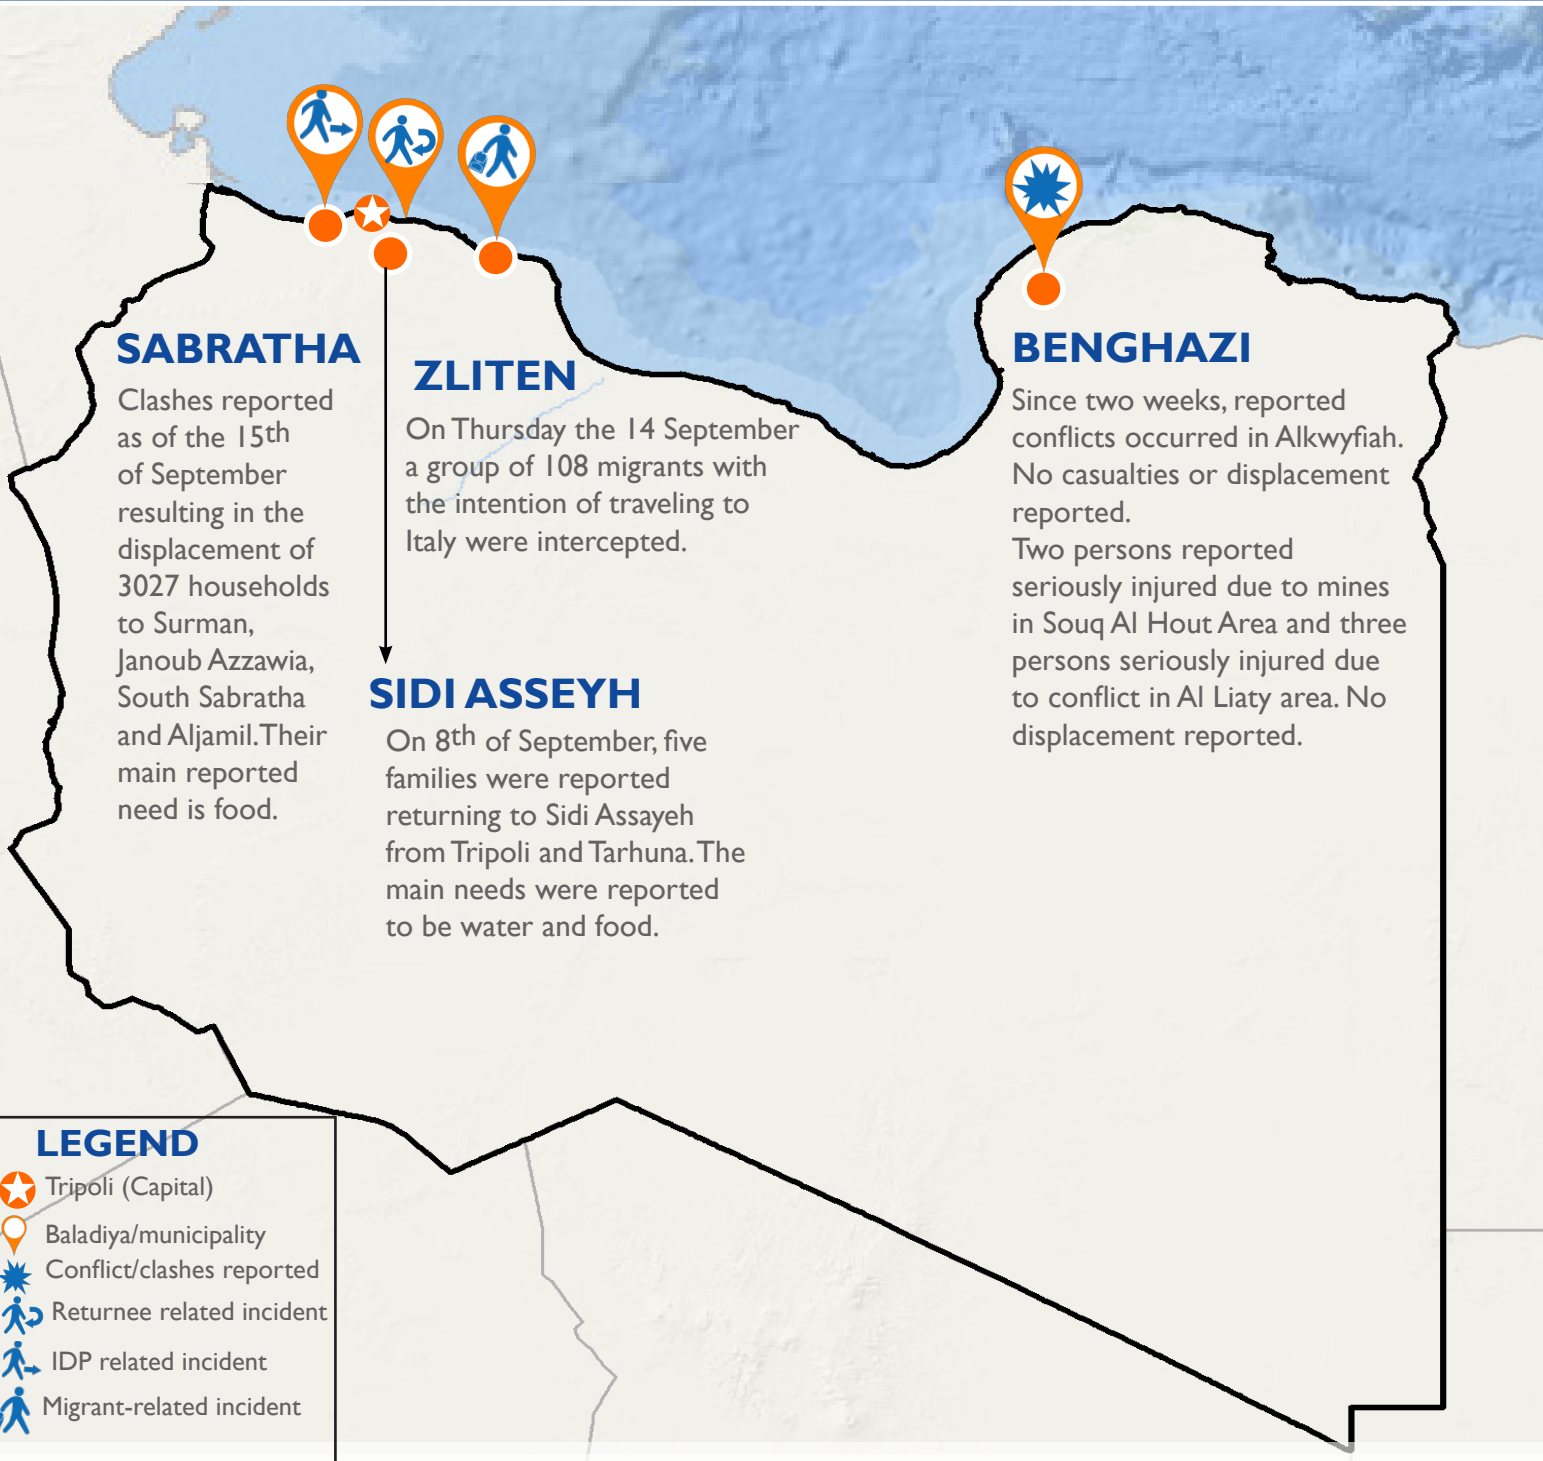 SABRATHA
Clashes reported
as of the 15th
of September
resulting in the
displacement of
3027 households
to Surman,
Janoub Azzawia,
South Sabratha
and Aljamil.Their
main reported
need is food.
ZLITEN
On Thursday the 14 September
a group of 108 migrants with
the intention of traveling to
Italy were intercepted.
SIDI ASSEYH
On 8th of September, five
families were reported
returning to Sidi Assayeh
from Tripoli and Tarhuna. The
main needs were reported
to be water and food.
BENGHAZI
Since two weeks, reported
conflicts occurred in Alkwyfiah.
No casualties or displacement
reported.
Two persons reported
seriously injured due to mines
in Souq Al Hout Area and three
persons seriously injured due
to conflict in Al Liaty area. No
displacement reported.
LEGEND
Tripoli (Capital)
Baladiya/municipality
Conflict/clashes reported
Returnee related incident
IDP related incident
Migrant-related incident